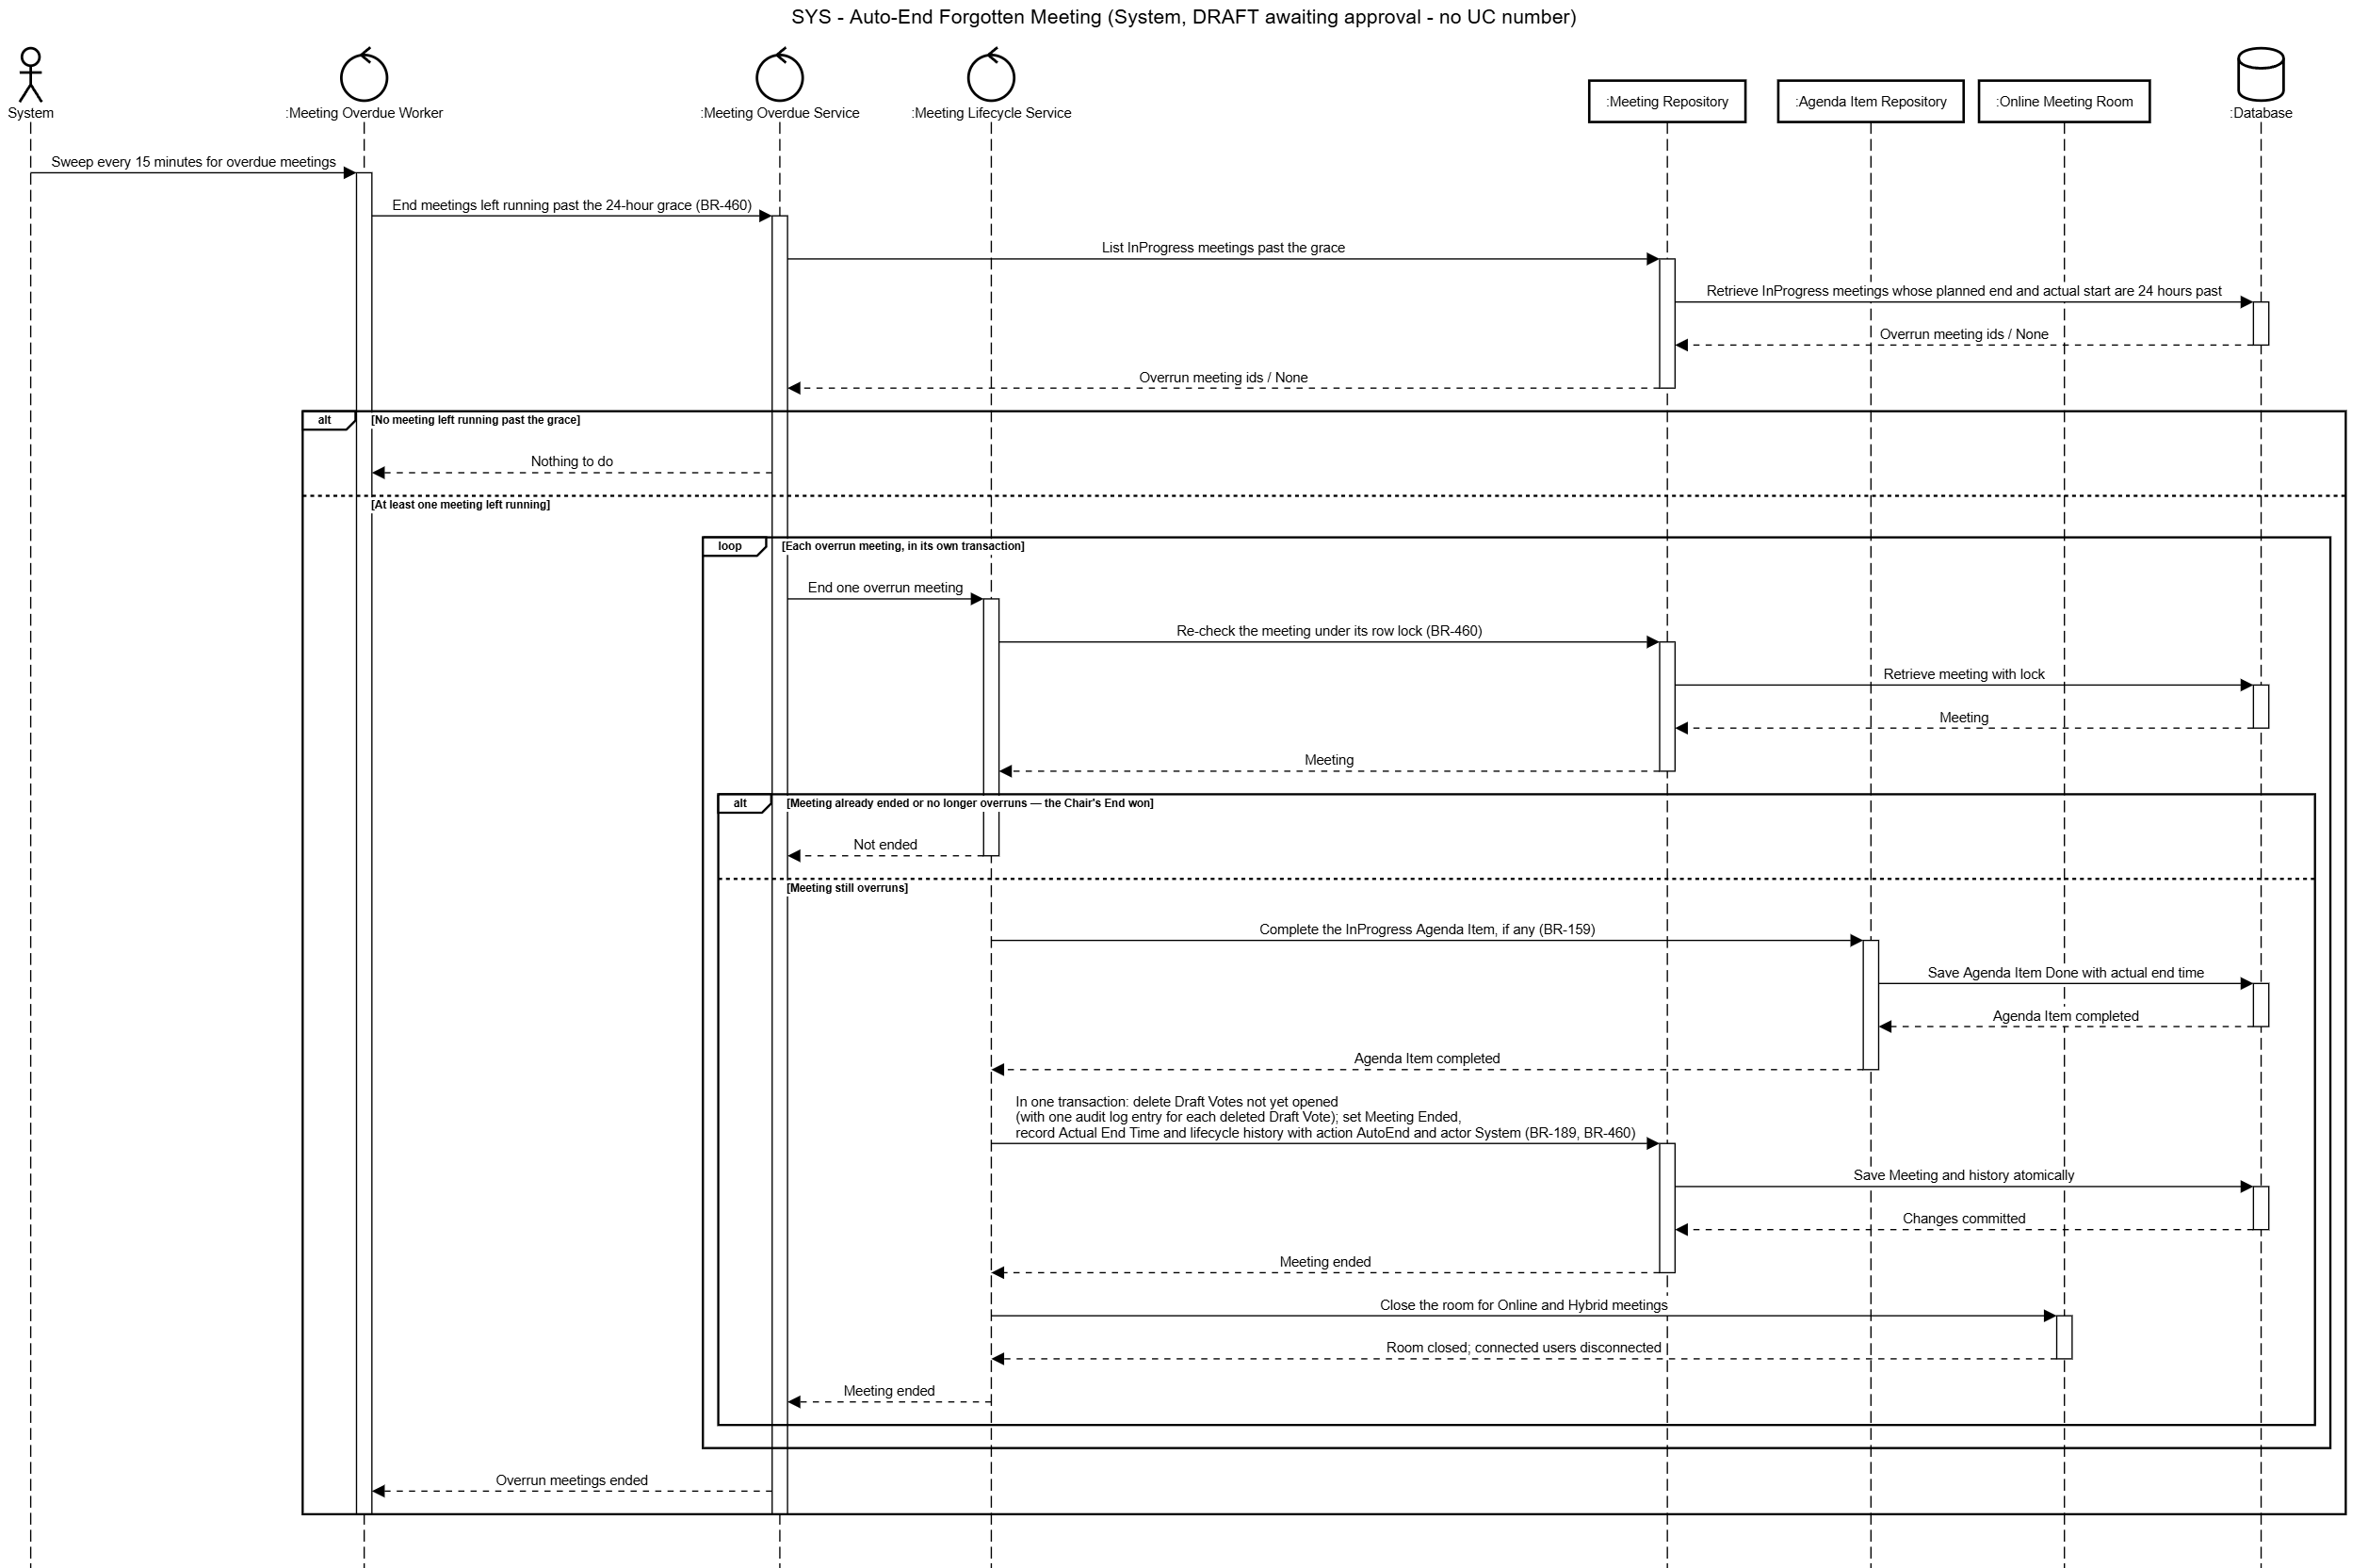 SYS - Auto-End Forgotten Meeting (System, DRAFT awaiting approval - no UC number)
System
:Meeting Overdue Worker
:Meeting Overdue Service
:Meeting Lifecycle Service
:Meeting Repository
:Agenda Item Repository
:Online Meeting Room
:Database
Sweep every 15 minutes for overdue meetings
End meetings left running past the 24-hour grace (BR-460)
List InProgress meetings past the grace
Retrieve InProgress meetings whose planned end and actual start are 24 hours past
Overrun meeting ids / None
Overrun meeting ids / None
alt
[No meeting left running past the grace]
Nothing to do
[At least one meeting left running]
loop
[Each overrun meeting, in its own transaction]
End one overrun meeting
Re-check the meeting under its row lock (BR-460)
Retrieve meeting with lock
Meeting
Meeting
alt
[Meeting already ended or no longer overruns — the Chair's End won]
Not ended
[Meeting still overruns]
Complete the InProgress Agenda Item, if any (BR-159)
Save Agenda Item Done with actual end time
Agenda Item completed
Agenda Item completed
In one transaction: delete Draft Votes not yet opened
(with one audit log entry for each deleted Draft Vote); set Meeting Ended,
record Actual End Time and lifecycle history with action AutoEnd and actor System (BR-189, BR-460)
Save Meeting and history atomically
Changes committed
Meeting ended
Close the room for Online and Hybrid meetings
Room closed; connected users disconnected
Meeting ended
Overrun meetings ended